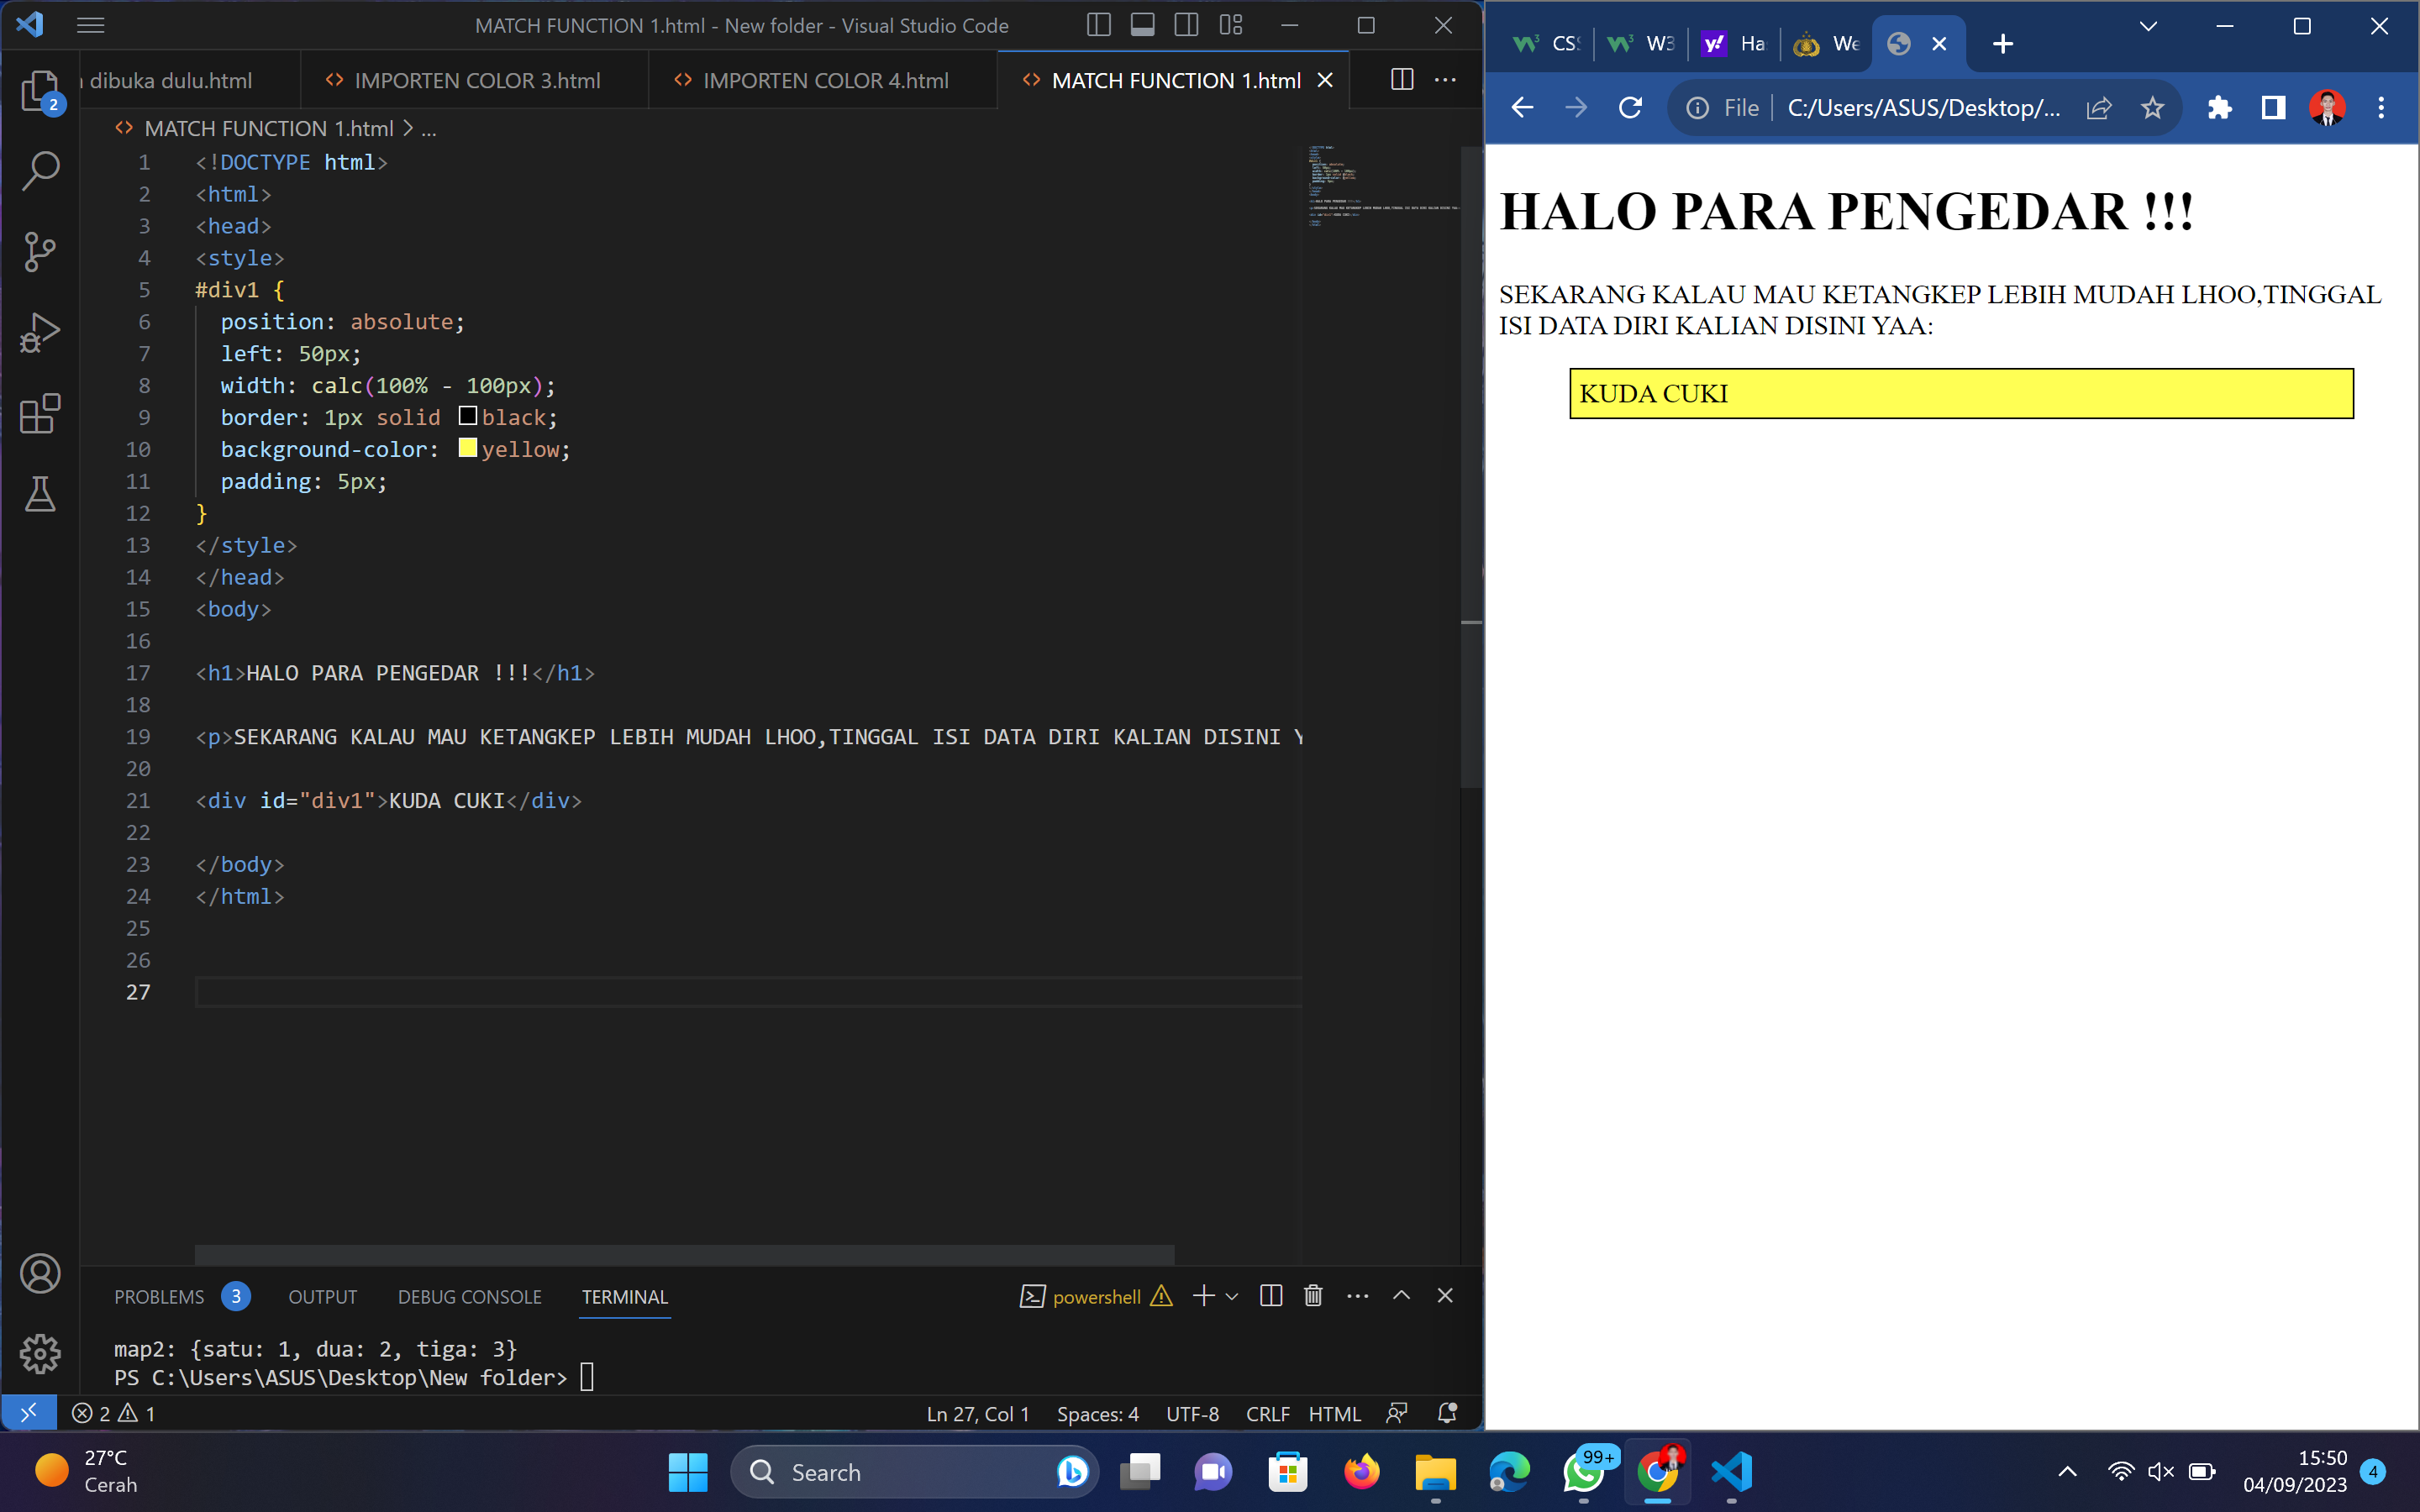 MATCH FUNCTION 1.html - New folder - Visual Studio Code
dibuka dulu.html
IMPORTEN COLOR 3.html
IMPORTEN COLOR 4.html
MATCH FUNCTION 1.html
2
MATCH FUNCTION 1.html > ...
1 <!DOCTYPE html>
2 <html>
3 <head>
4 <style>
5 #div1 {
6 position: absolute;
7 left: 50px;
8 width: calc(100% - 100px);
9 border: 1px solid black;
10 background-color: yellow;
11 padding: 5px;
12 }
13 </style>
14 </head>
15 <body>
16
17 <h1>HALO PARA PENGEDAR !!!</h1>
18
19 <p>SEKARANG KALAU MAU KETANGKEP LEBIH MUDAH LHOO,TINGGAL ISI DATA DIRI KALIAN DISINI Y
20
21 <div id="div1">KUDA CUKI</div>
22
23 </body>
24 </html>
25
26
27
PROBLEMS 3 OUTPUT DEBUG CONSOLE TERMINAL
powershell
map2: {satu: 1, dua: 2, tiga: 3}
PS C:\Users\ASUS\Desktop\New folder>
2 1
Ln 27, Col 1 Spaces: 4 UTF-8 CRLF HTML
CSS W3 Ha We
File C:/Users/ASUS/Desktop/...
HALO PARA PENGEDAR !!!
SEKARANG KALAU MAU KETANGKEP LEBIH MUDAH LHOO,TINGGAL
ISI DATA DIRI KALIAN DISINI YAA:
KUDA CUKI
27°C
Cerah
Search
99+
15:50
04/09/2023
4